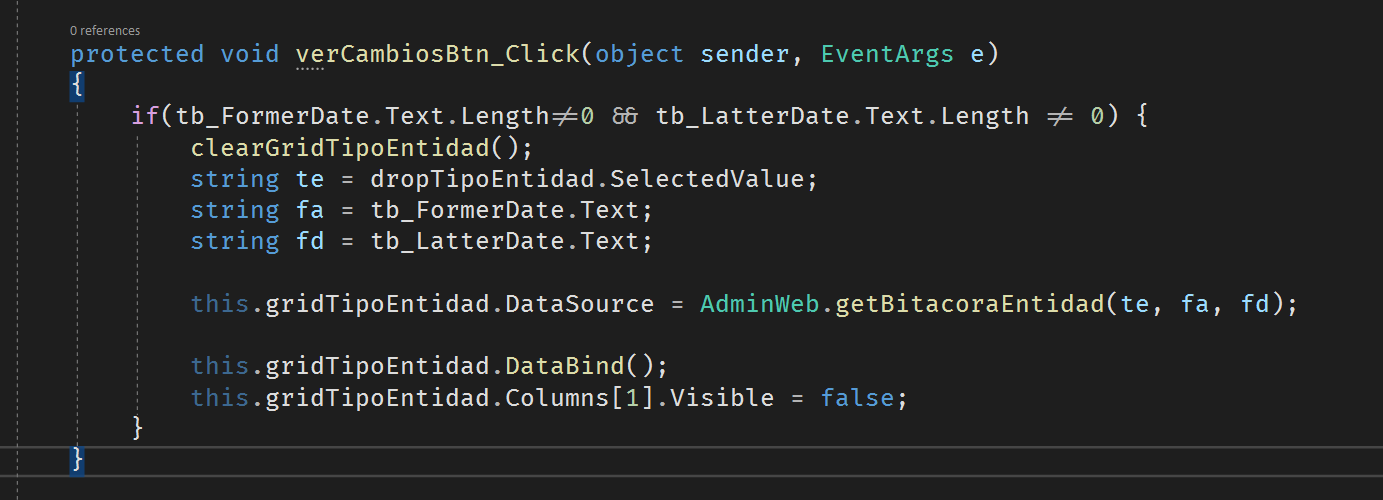 0 references
protected void verCambiosBtn_Click(object sender, EventArgs e)
{
if(tb_FormerDate.Text.Length!=0 && tb_LatterDate.Text.Length != 0) {
clearGridTipoEntidad();
string te = dropTipoEntidad.SelectedValue;
string fa = tb_FormerDate.Text;
string fd = tb_LatterDate.Text;
this.gridTipoEntidad.DataSource = AdminWeb.getBitacoraEntidad(te, fa, fd);
this.gridTipoEntidad.DataBind();
this.gridTipoEntidad.Columns[1].Visible = false;
}
}